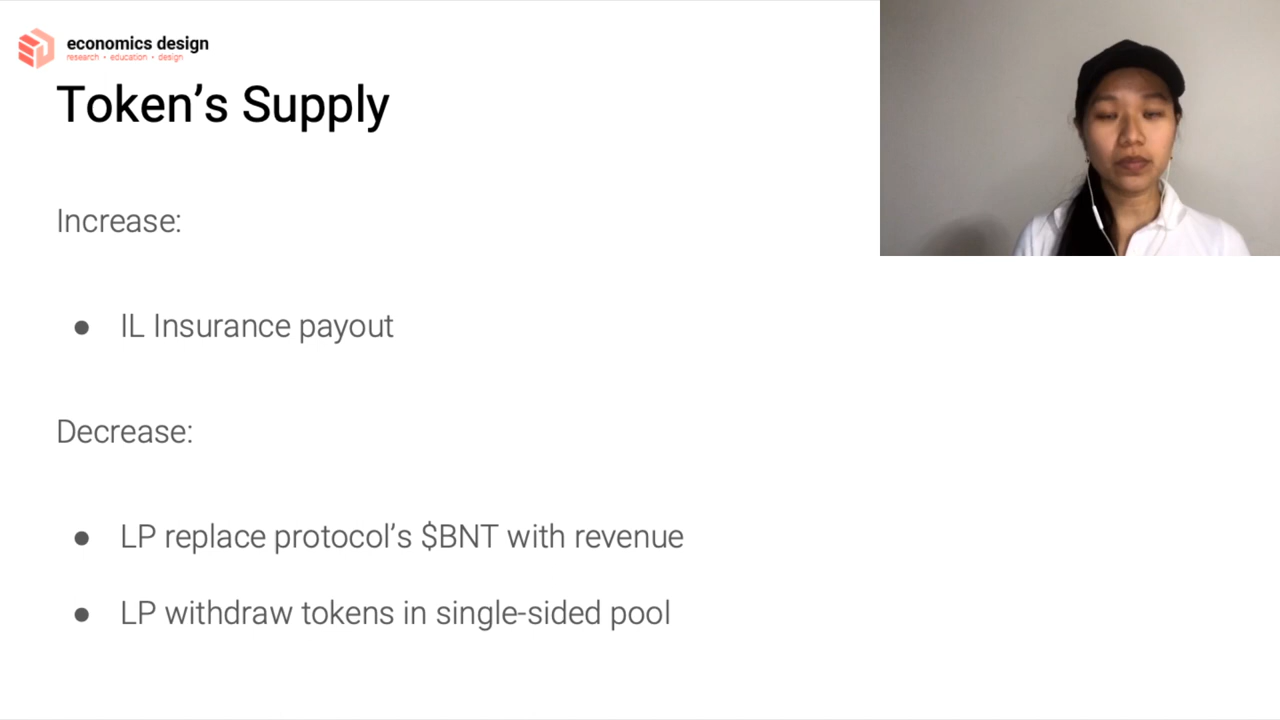 economics design
research • education • design
Token's Supply
Increase:
● IL Insurance payout
Decrease:
● LP replace protocol's $BNT with revenue
● LP withdraw tokens in single-sided pool